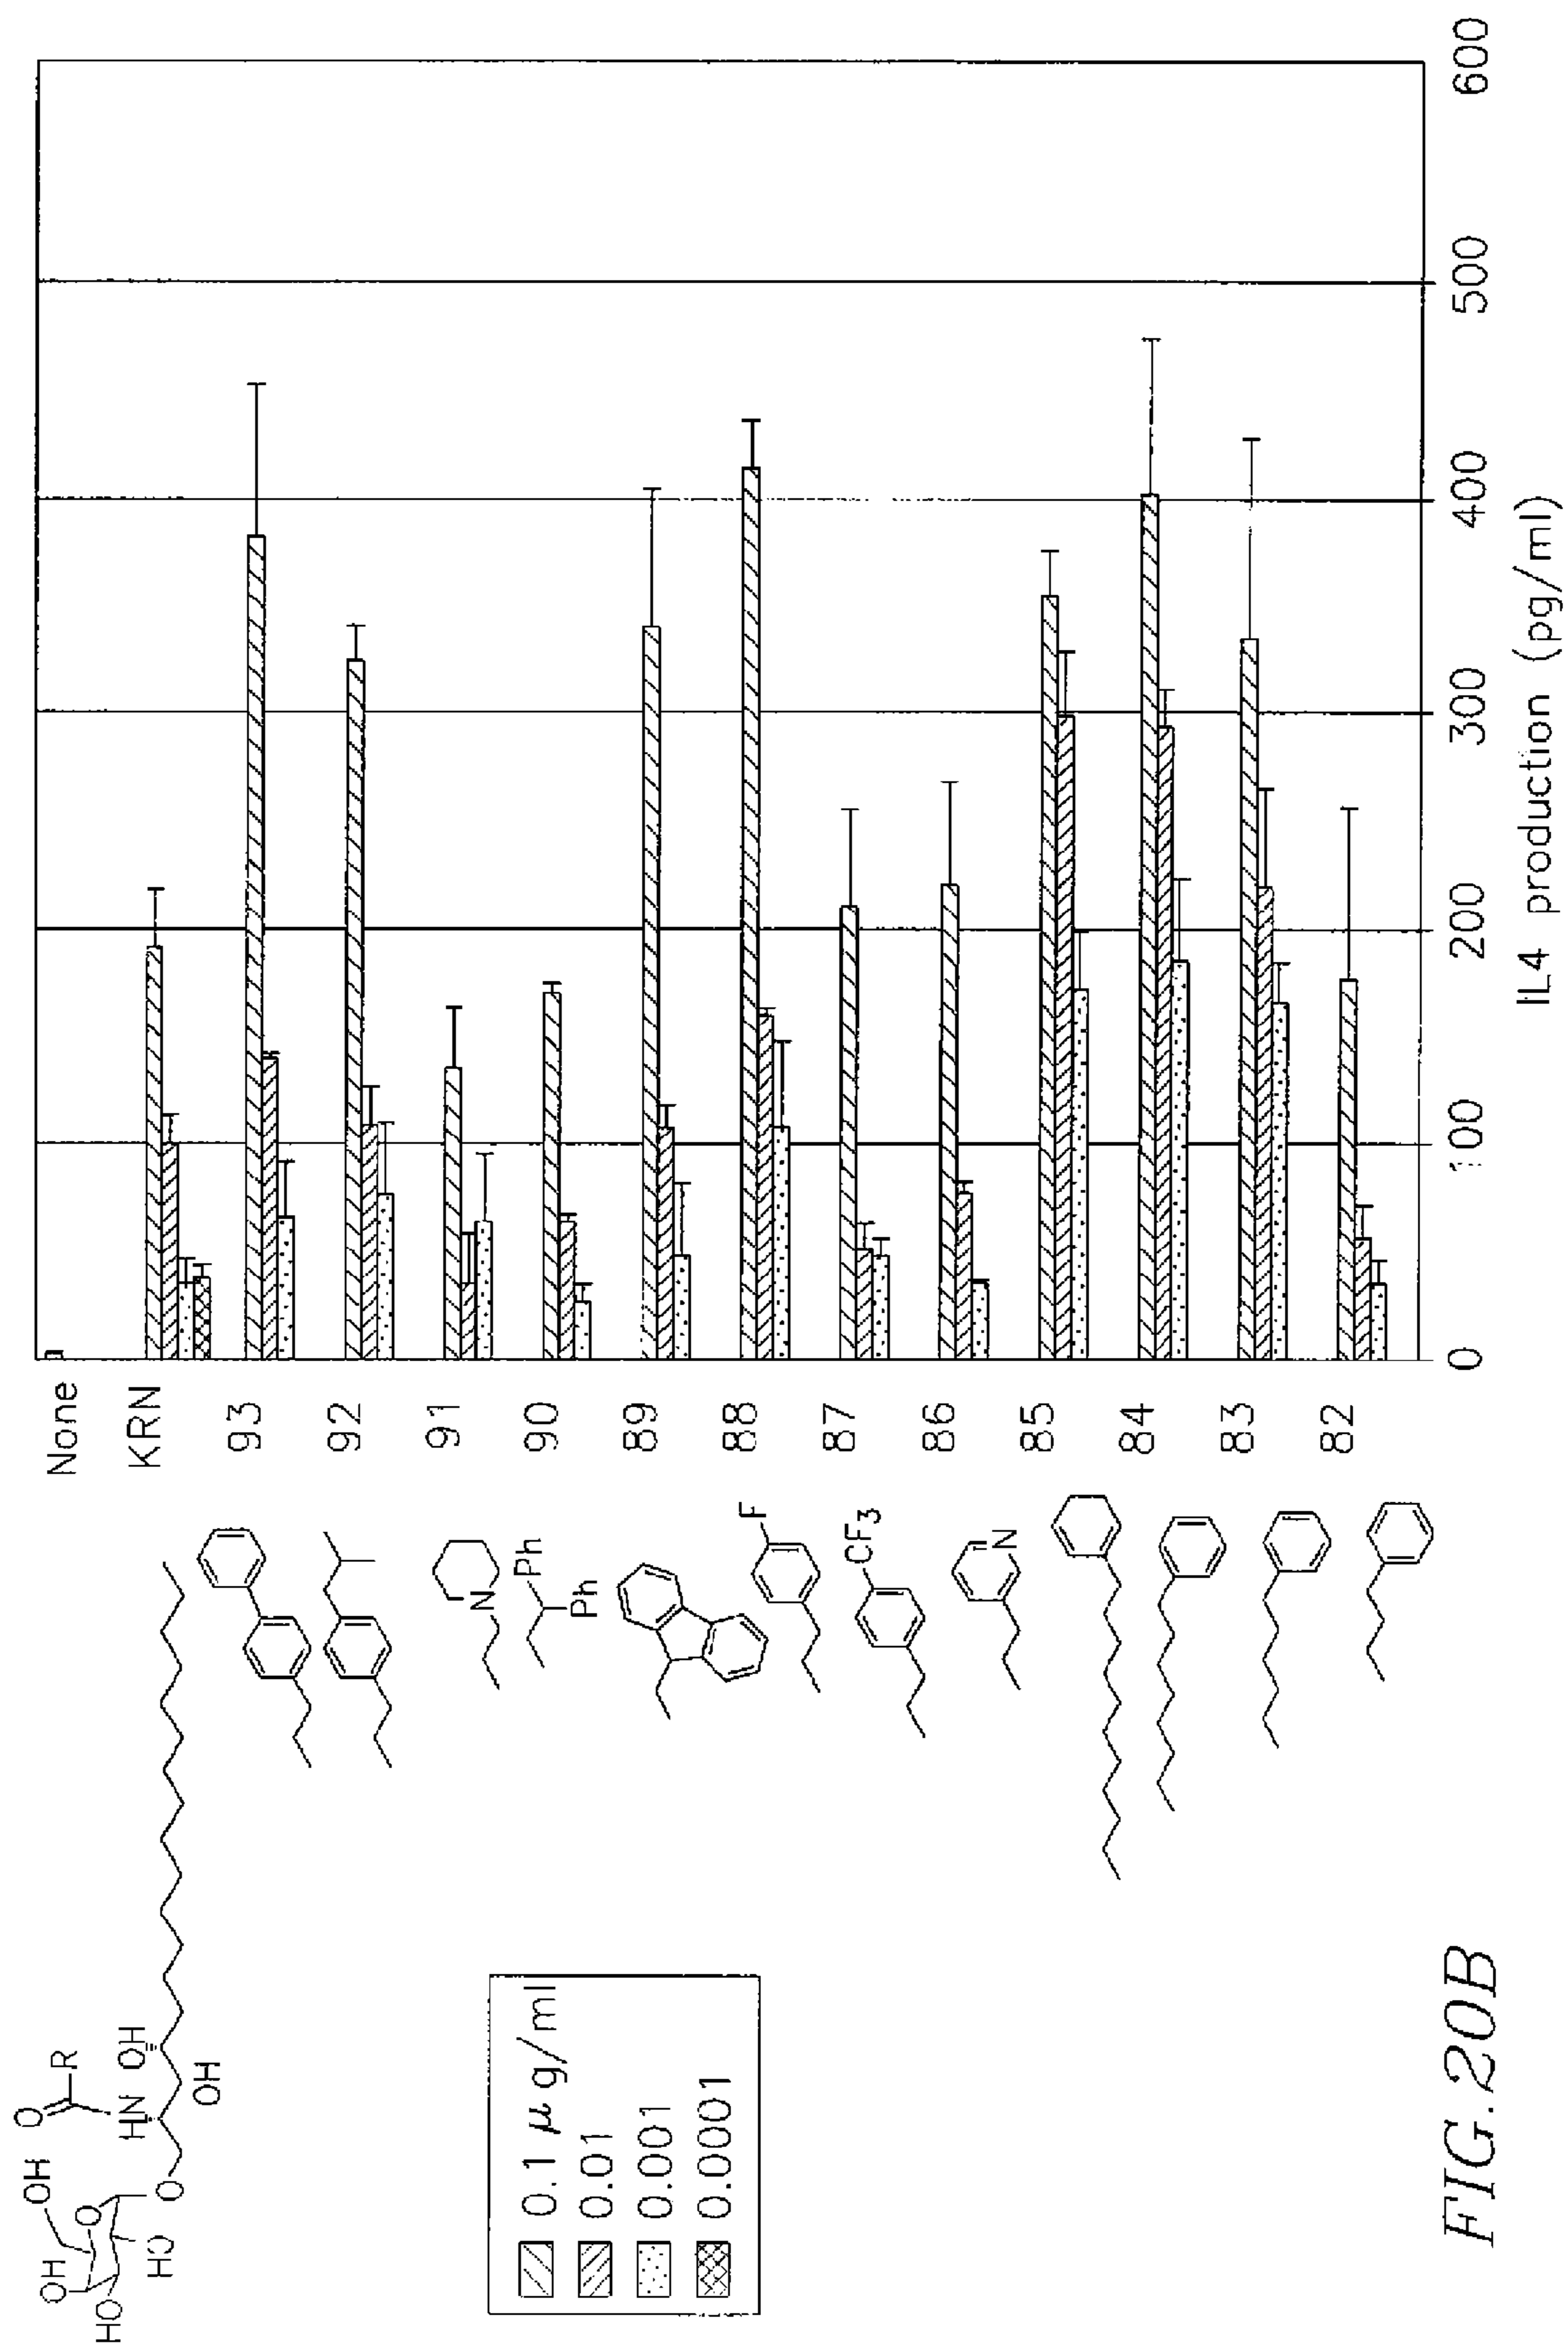 OH
OH
HO
HO
O
O
O
HN
R
OH
OH
None
KRN
93
92
N
91
Ph
Ph
90
89
F
88
CF3
87
N
86
85
84
83
82
0.1 μ g/ml
0.01
0.001
0.0001
0
100
200
300
400
500
600
IL4 production (pg/ml)
FIG.20B